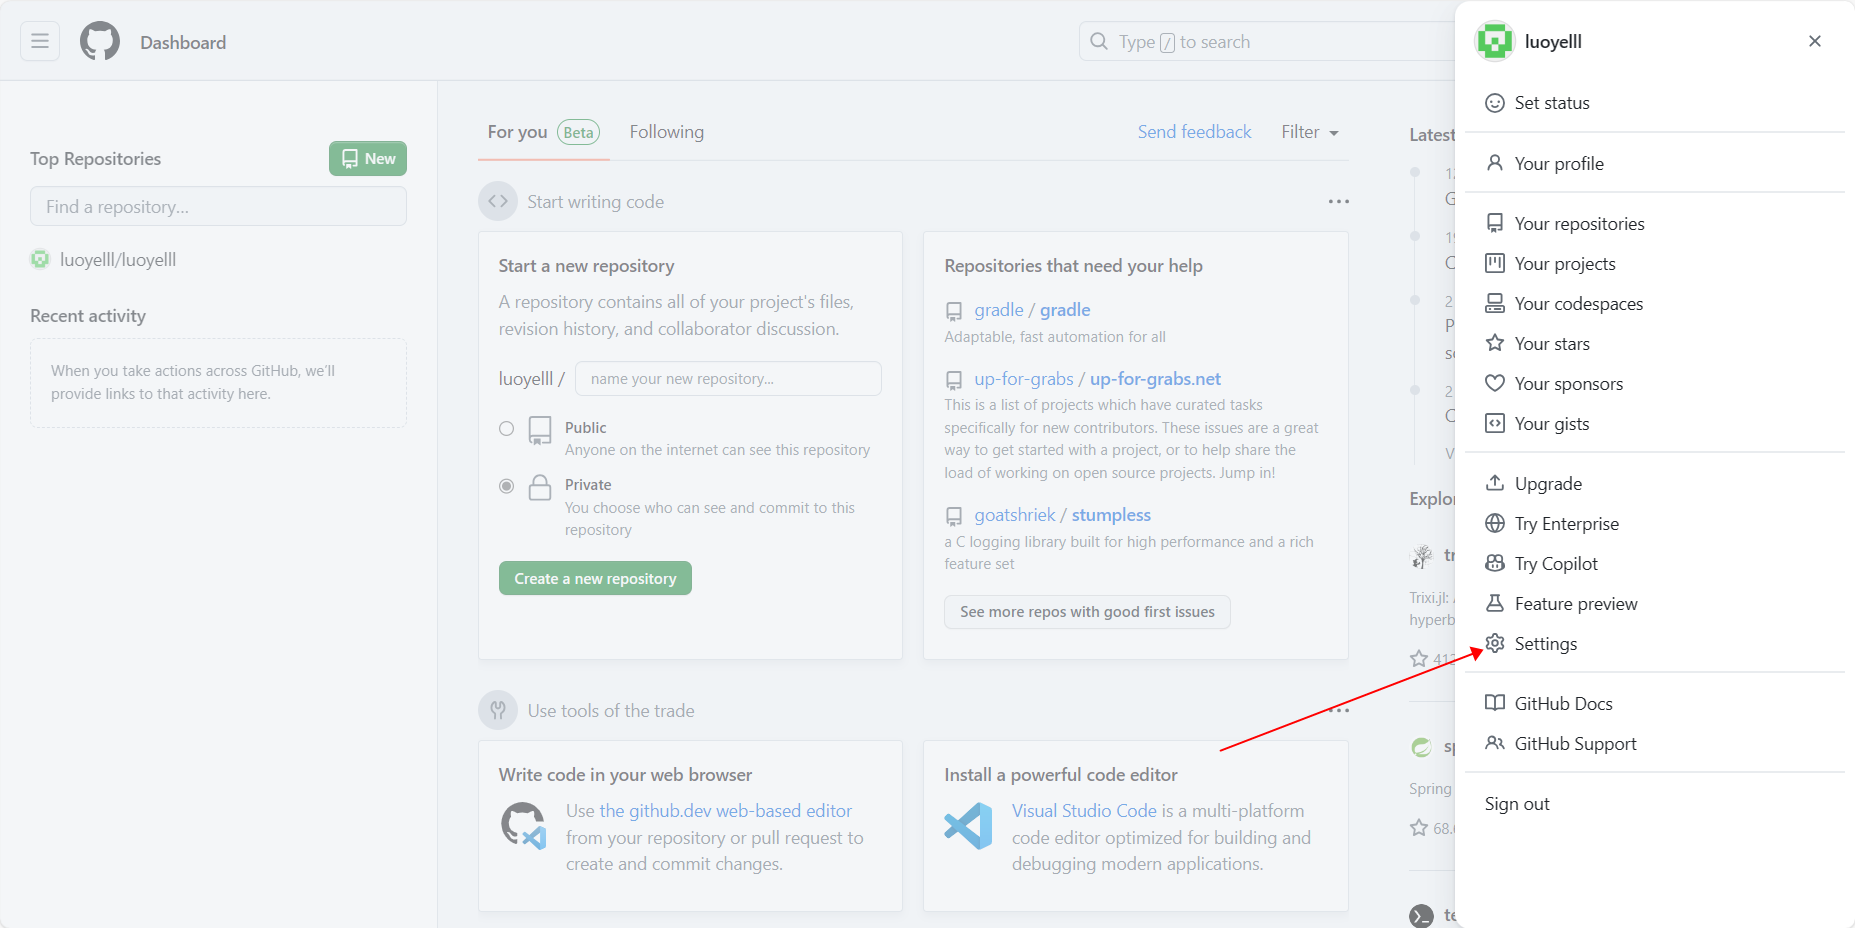 Dashboard
Type / to search
Top Repositories
New
Find a repository...
luoyelll/luoyelll
Recent activity
When you take actions across GitHub, we'll
provide links to that activity here.
For you Beta
Following
Send feedback
Filter
Start writing code
Start a new repository
A repository contains all of your project's files,
revision history, and collaborator discussion.
luoyelll /
name your new repository...
Public
Anyone on the internet can see this repository
Private
You choose who can see and commit to this
repository
Create a new repository
Repositories that need your help
gradle / gradle
Adaptable, fast automation for all
up-for-grabs / up-for-grabs.net
This is a list of projects which have curated tasks
specifically for new contributors. These issues are a great
way to get started with a project, or to help share the
load of working on open source projects. Jump in!
goatshriek / stumpless
a C logging library built for high performance and a rich
feature set
See more repos with good first issues
Use tools of the trade
Write code in your web browser
Use the github.dev web-based editor
from your repository or pull request to
create and commit changes.
Install a powerful code editor
Visual Studio Code is a multi-platform
code editor optimized for building and
debugging modern applications.
Latest
Explor
Trixi.jl:
hyperb
412
Spring
68.
luoyelll
Set status
Your profile
Your repositories
Your projects
Your codespaces
Your stars
Your sponsors
Your gists
Upgrade
Try Enterprise
Try Copilot
Feature preview
Settings
GitHub Docs
GitHub Support
Sign out